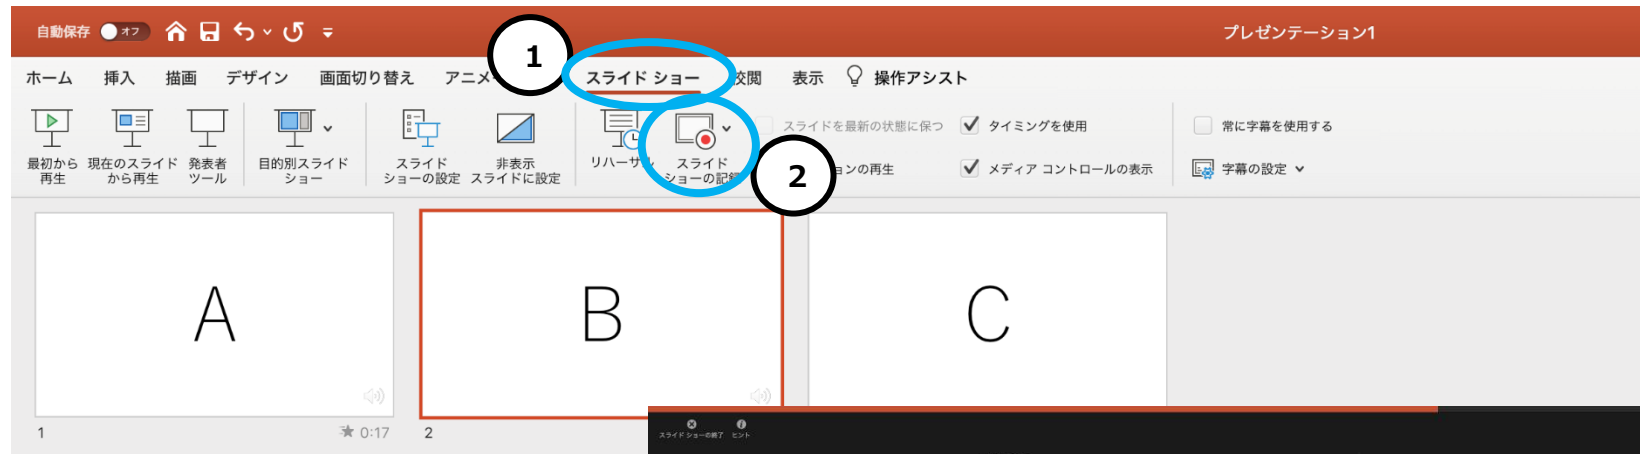 自動保存 オフ プレゼンテーション1
1
ホーム 挿入 描画 デザイン 画面切り替え アニメ スライド ショー 校閲 表示 操作アシスト
スライドを最新の状態に保つ タイミングを使用 常に字幕を使用する
最初から 現在のスライド 発表者 目的別スライド スライド 非表示 リハーサル スライド
再生 から再生 ツール ショー ショーの設定 スライドに設定 ショーの記録
2
ョンの再生 メディア コントロールの表示 字幕の設定
A B C
1 0:17 2
スライド ショーの終了 ヒント